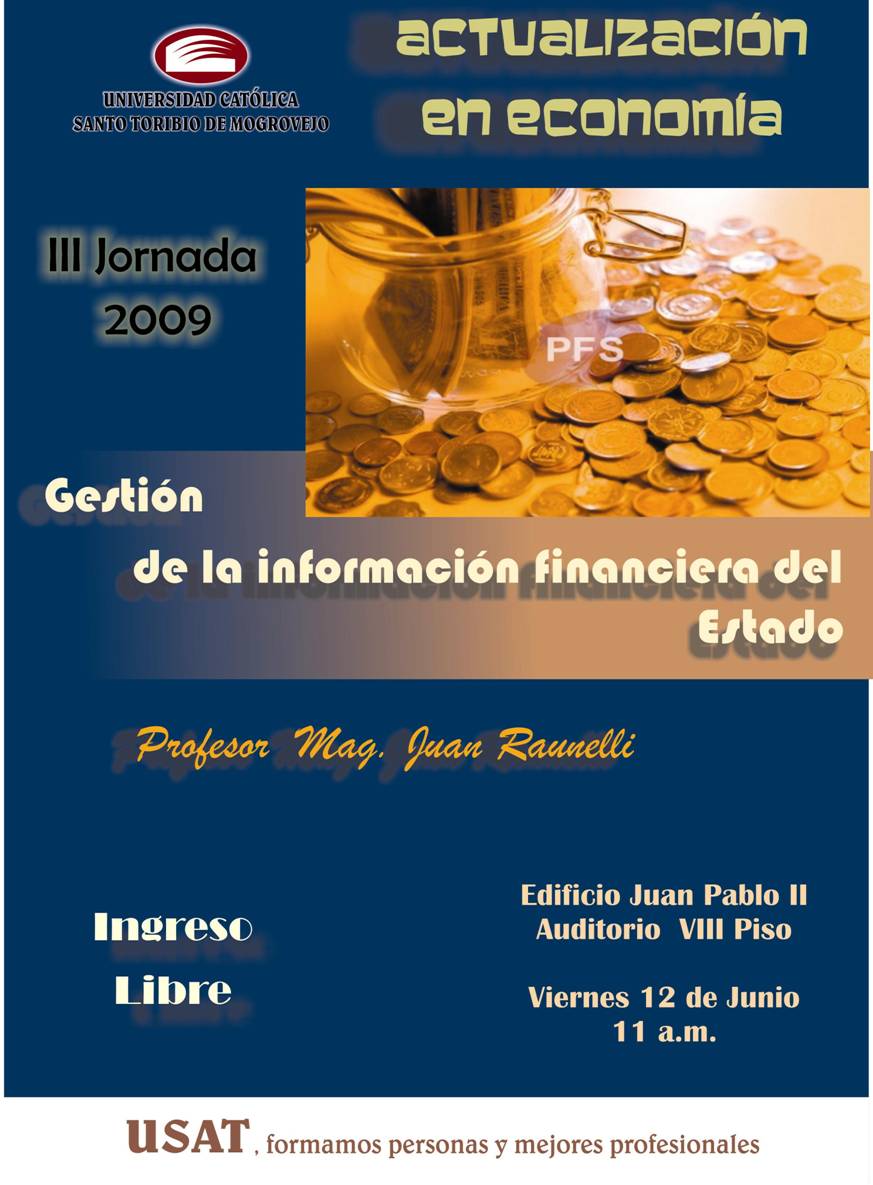 UNIVERSIDAD CATÓLICA
SANTO TORIBIO DE MOGROVEJO
actualización
en economía
III Jornada
2009
PFS
Gestión
de la información financiera del
Estado
Profesor Mag. Juan Raunelli
Ingreso
Libre
Edificio Juan Pablo II
Auditorio VIII Piso
Viernes 12 de Junio
11 a.m.
USAT, formamos personas y mejores profesionales